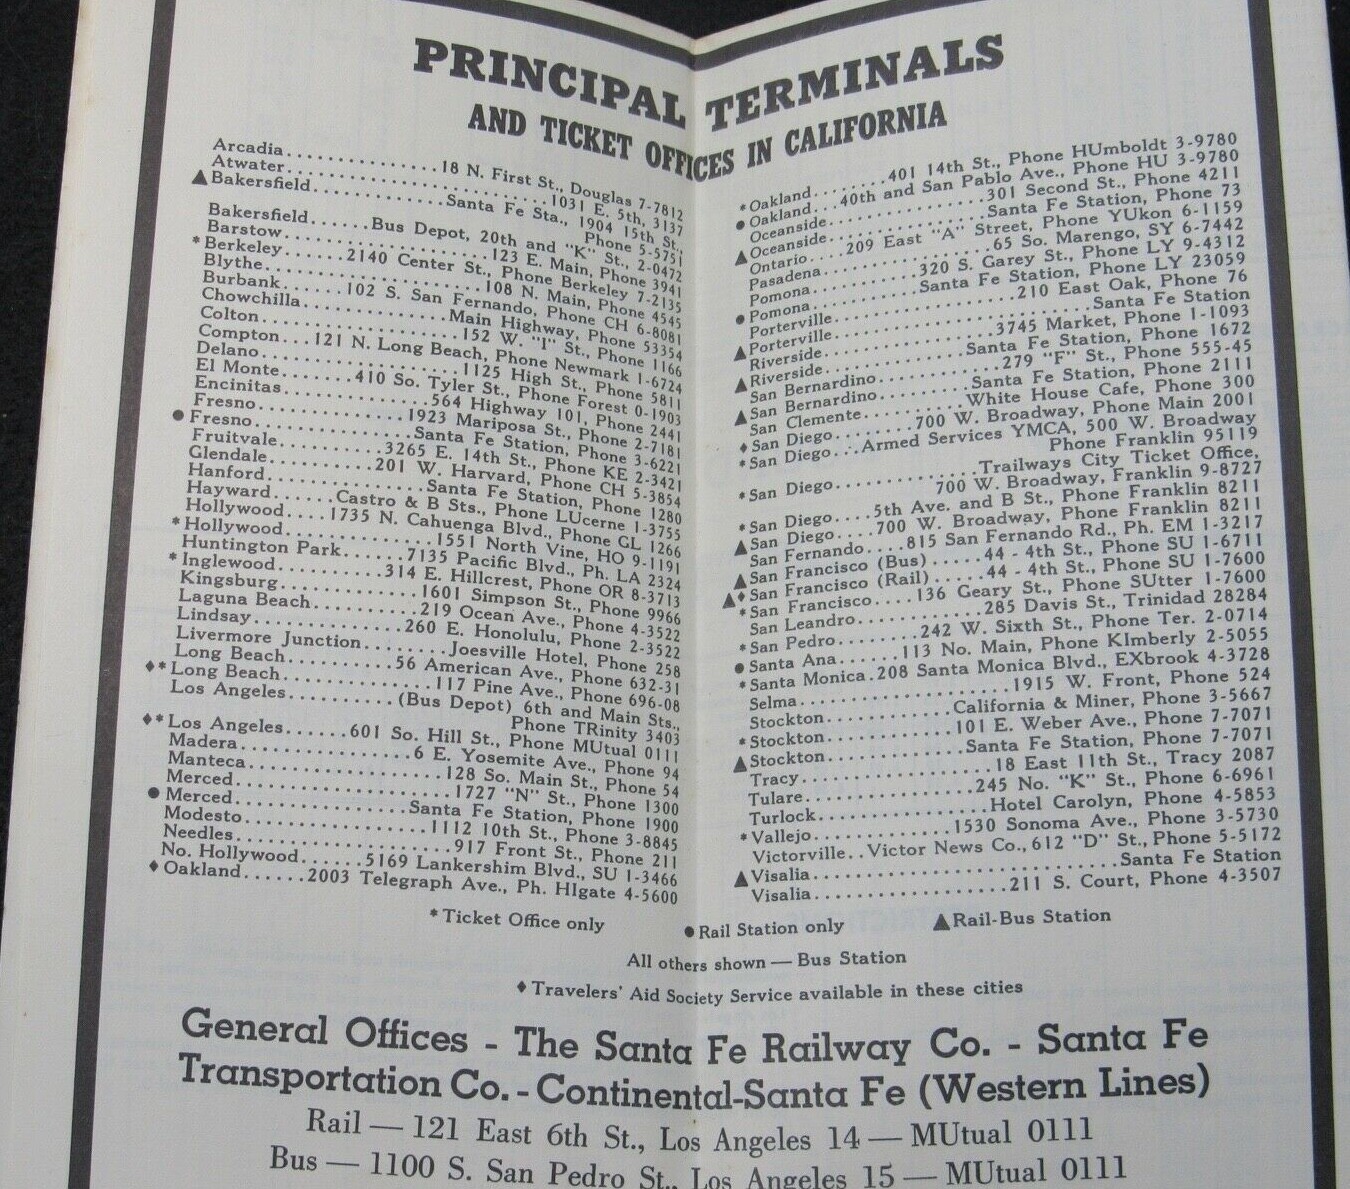 PRINCIPAL TERMINALS
AND TICKET OFFICES IN CALIFORNIA
Arcadia..............18 N. First St., Douglas 7-7812
Atwater........................1031 E. 5th, 3137
▲Bakersfield............Santa Fe Sta., 1904 15th St.,
Phone 5-5751
Bakersfield......Bus Depot, 20th and "K" St., 2-0472
Barstow..................123 E. Main, Phone 3941
*Berkeley......2140 Center St., Phone Berkeley 7-2135
Blythe....................108 N. Main, Phone 4545
Burbank......102 S. San Fernando, Phone CH 6-8081
Chowchilla..............Main Highway, Phone 53354
Colton..................152 W. "I" St., Phone 1166
Compton...121 N. Long Beach, Phone Newmark 1-6724
Delano..................1125 High St., Phone 5811
El Monte.......410 So. Tyler St., Phone Forest 0-1903
Encinitas..............564 Highway 101, Phone 2441
Fresno..............1923 Mariposa St., Phone 2-7181
●Fresno................Santa Fe Station, Phone 3-6221
Fruitvale..........3265 E. 14th St., Phone KE 2-3421
Glendale..........201 W. Harvard, Phone CH 5-3854
Hanford................Santa Fe Station, Phone 1280
Hayward......Castro & B Sts., Phone LUcerne 1-3755
Hollywood....1735 N. Cahuenga Blvd., Phone GL 1266
*Hollywood..............1551 North Vine, HO 9-1191
Huntington Park......7135 Pacific Blvd., Ph. LA 2324
*Inglewood..........314 E. Hillcrest, Phone OR 8-3713
Kingsburg..............1601 Simpson St., Phone 9966
Laguna Beach..........219 Ocean Ave., Phone 4-3522
Lindsay..............260 E. Honolulu, Phone 2-3522
Livermore Junction........Joesville Hotel, Phone 258
Long Beach..........56 American Ave., Phone 632-31
♦*Long Beach..............117 Pine Ave., Phone 696-08
Los Angeles.........(Bus Depot) 6th and Main Sts.,
Phone TRinity 3403
♦*Los Angeles......601 So. Hill St., Phone MUtual 0111
Madera................6 E. Yosemite Ave., Phone 94
Manteca..................128 So. Main St., Phone 54
Merced..................1727 "N" St., Phone 1300
●Merced................Santa Fe Station, Phone 1900
Modesto................1112 10th St., Phone 3-8845
Needles....................917 Front St., Phone 211
No. Hollywood......5169 Lankershim Blvd., SU 1-3466
♦Oakland......2003 Telegraph Ave., Ph. HIgate 4-5600
*Oakland........401 14th St., Phone HUmboldt 3-9780
●Oakland...40th and San Pablo Ave., Phone HU 3-9780
Oceanside................301 Second St., Phone 4211
▲Oceanside................Santa Fe Station, Phone 73
Ontario....209 East "A" Street, Phone YUkon 6-1159
Pasadena................65 So. Marengo, SY 6-7442
Pomona..........320 S. Garey St., Phone LY 9-4312
●Pomona..........Santa Fe Station, Phone LY 23059
Porterville................210 East Oak, Phone 76
▲Porterville........................Santa Fe Station
Riverside................3745 Market, Phone 1-1093
▲Riverside..............Santa Fe Station, Phone 1672
San Bernardino............279 "F" St., Phone 555-45
▲San Bernardino.........Santa Fe Station, Phone 2111
San Clemente..........White House Cafe, Phone 300
♦San Diego........700 W. Broadway, Phone Main 2001
*San Diego...Armed Services YMCA, 500 W. Broadway
Phone Franklin 95119
*San Diego..............Trailways City Ticket Office,
700 W. Broadway, Franklin 9-8727
*San Diego....5th Ave. and B St., Phone Franklin 8211
▲San Diego....700 W. Broadway, Phone Franklin 8211
San Fernando....815 San Fernando Rd., Ph. EM 1-3217
▲San Francisco (Bus)......44 - 4th St., Phone SU 1-6711
▲♦San Francisco (Rail)......44 - 4th St., Phone SU 1-7600
*San Francisco....136 Geary St., Phone SUtter 1-7600
San Leandro............285 Davis St., Trinidad 28284
*San Pedro........242 W. Sixth St., Phone Ter. 2-0714
●Santa Ana......113 No. Main, Phone KImberly 2-5055
*Santa Monica.208 Santa Monica Blvd., EXbrook 4-3728
Selma....................1915 W. Front, Phone 524
Stockton............California & Miner, Phone 3-5667
*Stockton............101 E. Weber Ave., Phone 7-7071
▲Stockton............Santa Fe Station, Phone 7-7071
Tracy..................18 East 11th St., Tracy 2087
Tulare................245 No. "K" St., Phone 6-6961
Turlock................Hotel Carolyn, Phone 4-5853
*Vallejo.............1530 Sonoma Ave., Phone 3-5730
Victorville..Victor News Co., 612 "D" St., Phone 5-5172
▲Visalia............................Santa Fe Station
Visalia..................211 S. Court, Phone 4-3507
*Ticket Office only ●Rail Station only ▲Rail-Bus Station
All others shown — Bus Station
♦Travelers' Aid Society Service available in these cities
General Offices - The Santa Fe Railway Co. - Santa Fe
Transportation Co. - Continental-Santa Fe (Western Lines)
Rail — 121 East 6th St., Los Angeles 14 — MUtual 0111
Bus — 1100 S. San Pedro St., Los Angeles 15 — MUtual 0111